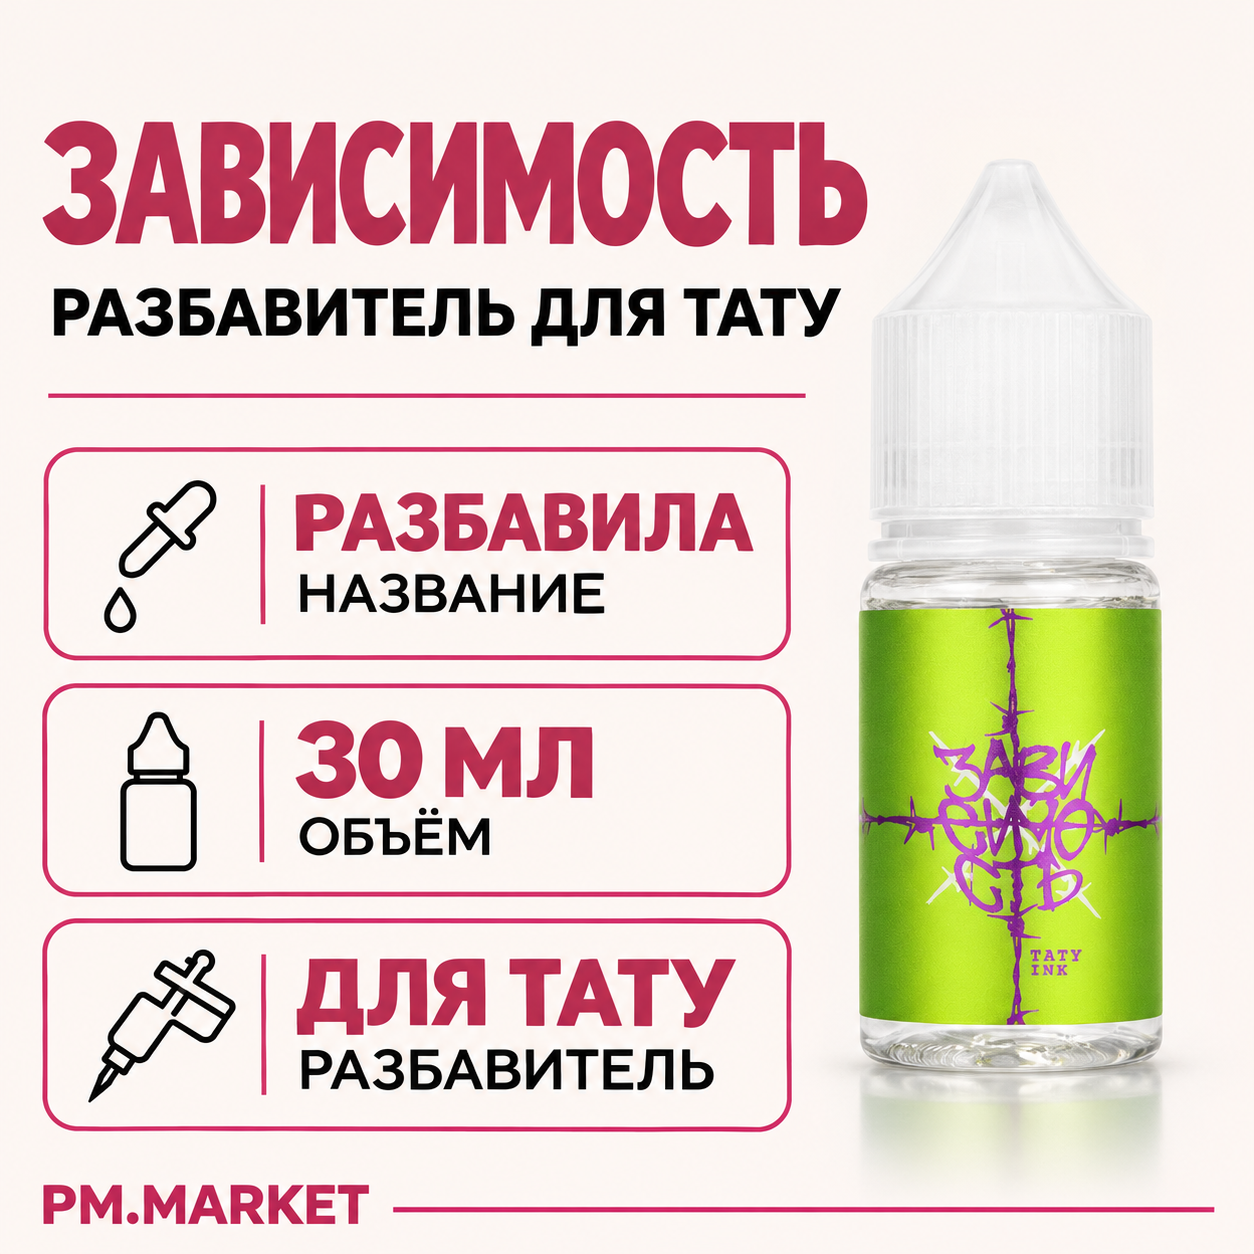 ЗАВИСИМОСТЬ
РАЗБАВИТЕЛЬ ДЛЯ ТАТУ
РАЗБАВИЛА
НАЗВАНИЕ
30 МЛ
ОБЪЁМ
ДЛЯ ТАТУ
РАЗБАВИТЕЛЬ
ЗАВИ
СИМО
СТЬ
TATY
INK
PM.MARKET